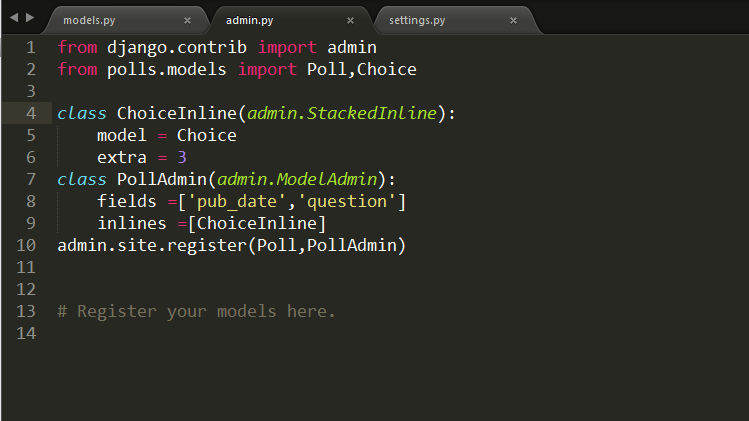 models.py × admin.py × settings.py ×
1 from django.contrib import admin
2 from polls.models import Poll,Choice
3
4 class ChoiceInline(admin.StackedInline):
5     model = Choice
6     extra = 3
7 class PollAdmin(admin.ModelAdmin):
8     fields =['pub_date','question']
9     inlines =[ChoiceInline]
10 admin.site.register(Poll,PollAdmin)
11
12
13 # Register your models here.
14